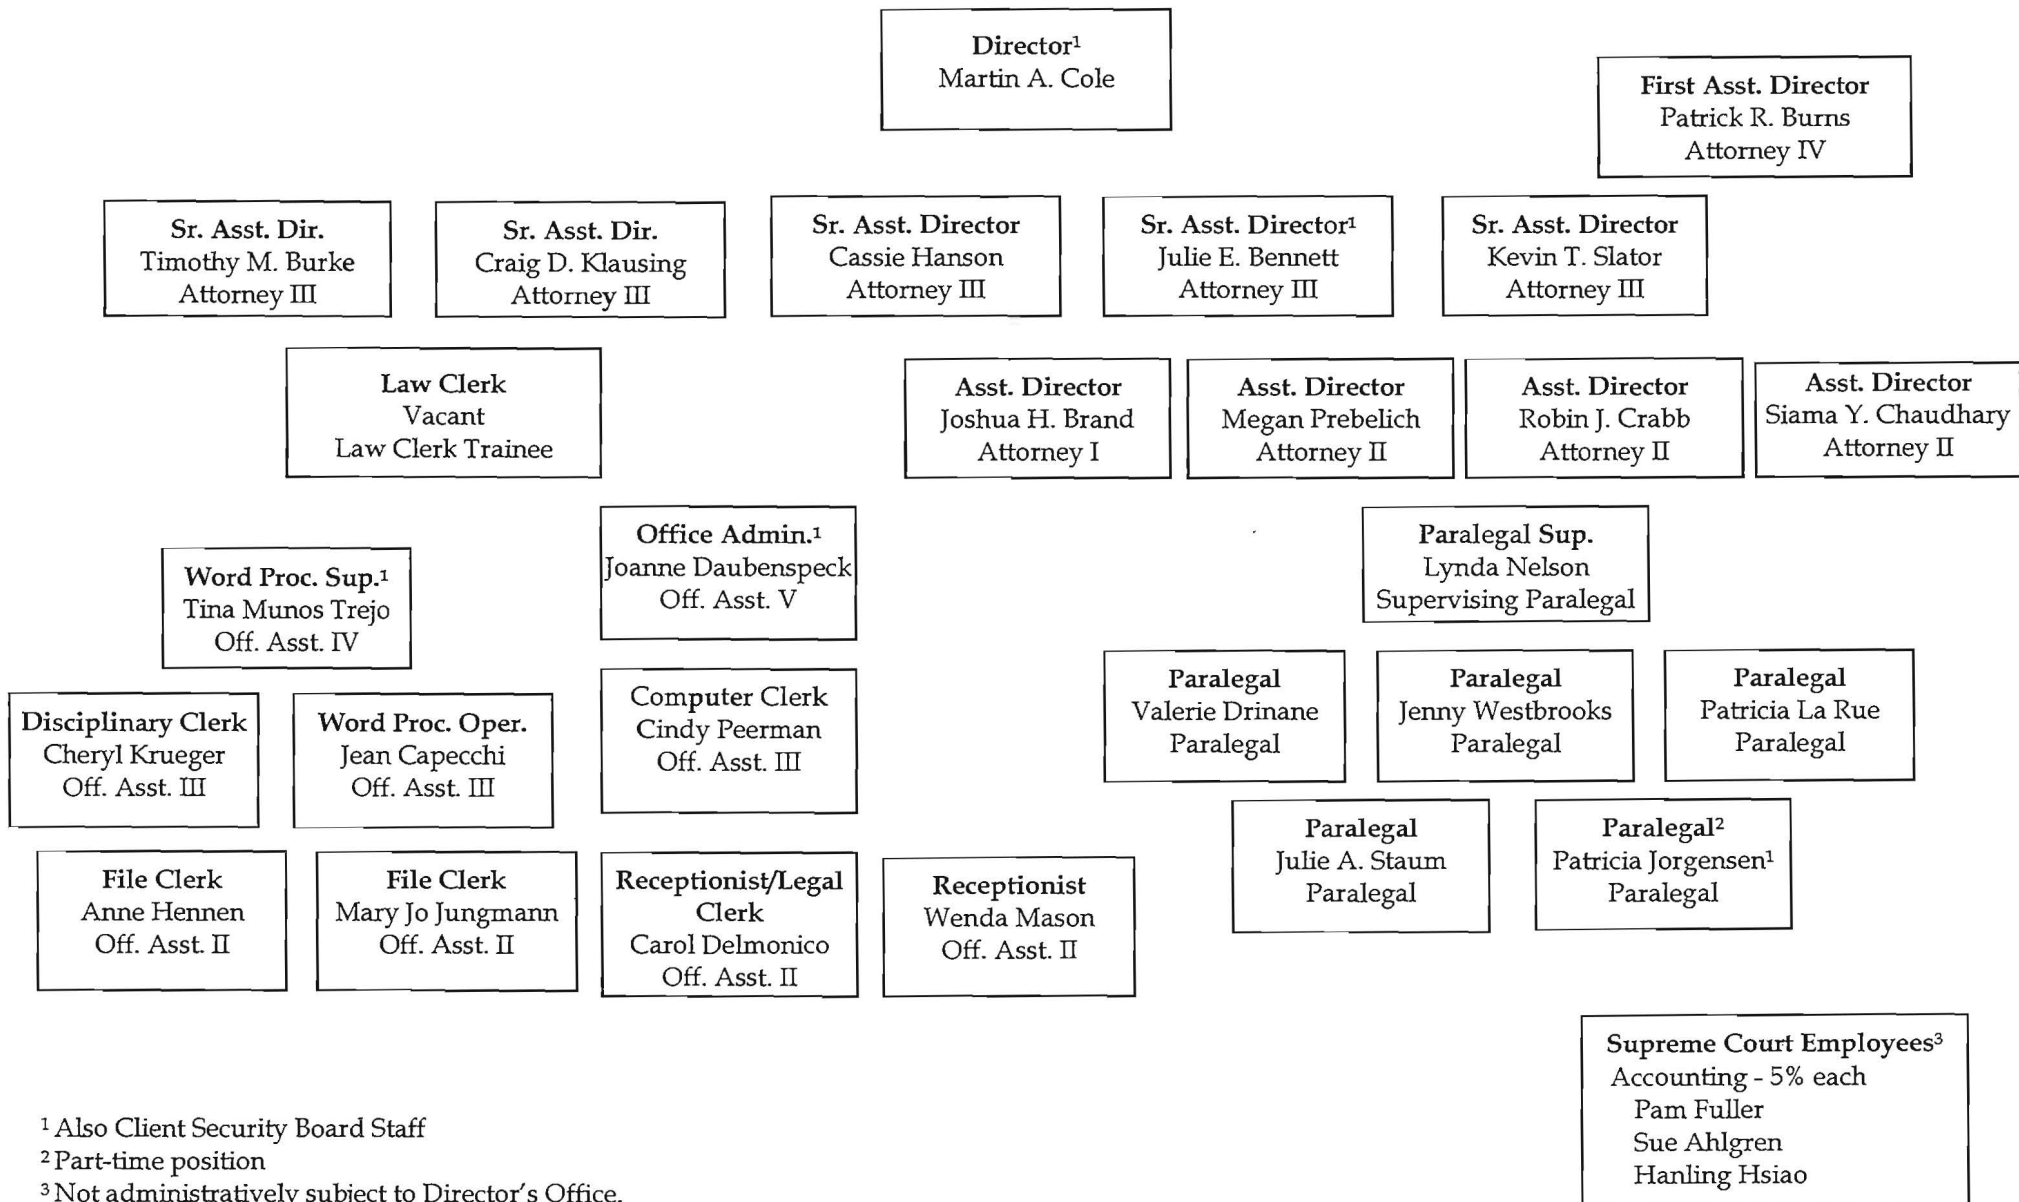 Director¹
Martin A. Cole
First Asst. Director
Patrick R. Burns
Attorney IV
Sr. Asst. Dir.
Timothy M. Burke
Attorney III
Sr. Asst. Dir.
Craig D. Klausing
Attorney III
Sr. Asst. Director
Cassie Hanson
Attorney III
Sr. Asst. Director¹
Julie E. Bennett
Attorney III
Sr. Asst. Director
Kevin T. Slator
Attorney III
Law Clerk
Vacant
Law Clerk Trainee
Asst. Director
Joshua H. Brand
Attorney I
Asst. Director
Megan Prebelich
Attorney II
Asst. Director
Robin J. Crabb
Attorney II
Asst. Director
Siama Y. Chaudhary
Attorney II
Office Admin.¹
Joanne Daubenspeck
Off. Asst. V
Paralegal Sup.
Lynda Nelson
Supervising Paralegal
Word Proc. Sup.¹
Tina Munos Trejo
Off. Asst. IV
Disciplinary Clerk
Cheryl Krueger
Off. Asst. III
Word Proc. Oper.
Jean Capecchi
Off. Asst. III
Computer Clerk
Cindy Peerman
Off. Asst. III
Paralegal
Valerie Drinane
Paralegal
Paralegal
Jenny Westbrooks
Paralegal
Paralegal
Patricia La Rue
Paralegal
Paralegal
Julie A. Staum
Paralegal
Paralegal²
Patricia Jorgensen¹
Paralegal
File Clerk
Anne Hennen
Off. Asst. II
File Clerk
Mary Jo Jungmann
Off. Asst. II
Receptionist/Legal
Clerk
Carol Delmonico
Off. Asst. II
Receptionist
Wenda Mason
Off. Asst. II
Supreme Court Employees³
Accounting - 5% each
Pam Fuller
Sue Ahlgren
Hanling Hsiao
¹ Also Client Security Board Staff
² Part-time position
³ Not administratively subject to Director's Office.